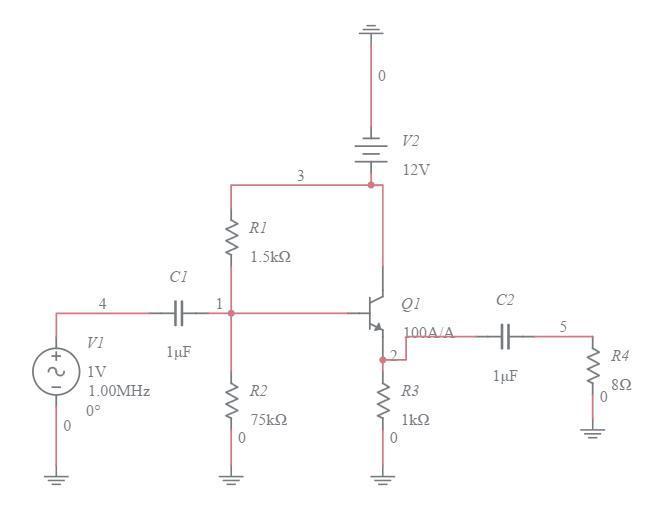 0
V2
12V
3
R1
1.5kΩ
C1
4
1
Q1
C2
100A/A
5
1µF
V1
1V
1.00MHz
0°
0
2
1µF
R4
8Ω
0
R2
75kΩ
0
R3
1kΩ
0